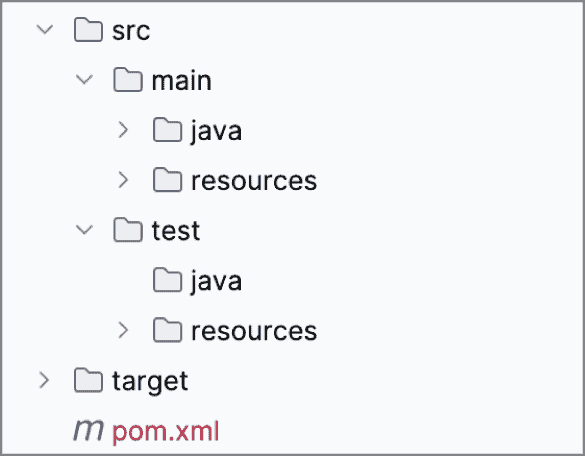 src
main
java
resources
test
java
resources
target
m pom.xml